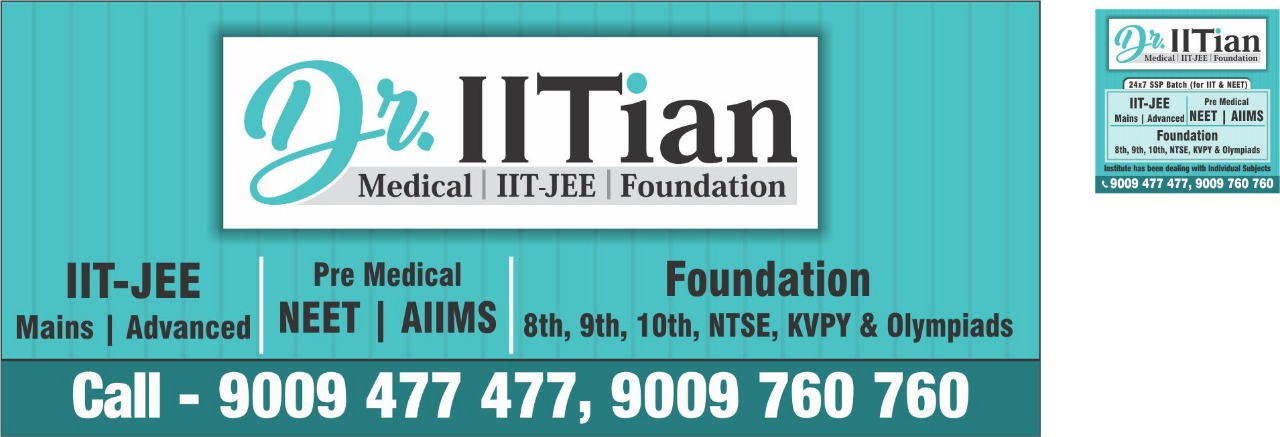 Dr. IITian
Medical | IIT-JEE | Foundation
IIT-JEE
Mains | Advanced
Pre Medical
NEET | AIIMS
Foundation
8th, 9th, 10th, NTSE, KVPY & Olympiads
Call - 9009 477 477, 9009 760 760
Dr. IITian
Medical | IIT-JEE | Foundation
24x7 SSP Batch (for IIT & NEET)
IIT-JEE
Mains | Advanced
Pre Medical
NEET | AIIMS
Foundation
8th, 9th, 10th, NTSE, KVPY & Olympiads
Institute has been dealing with Individual Subjects
9009 477 477, 9009 760 760